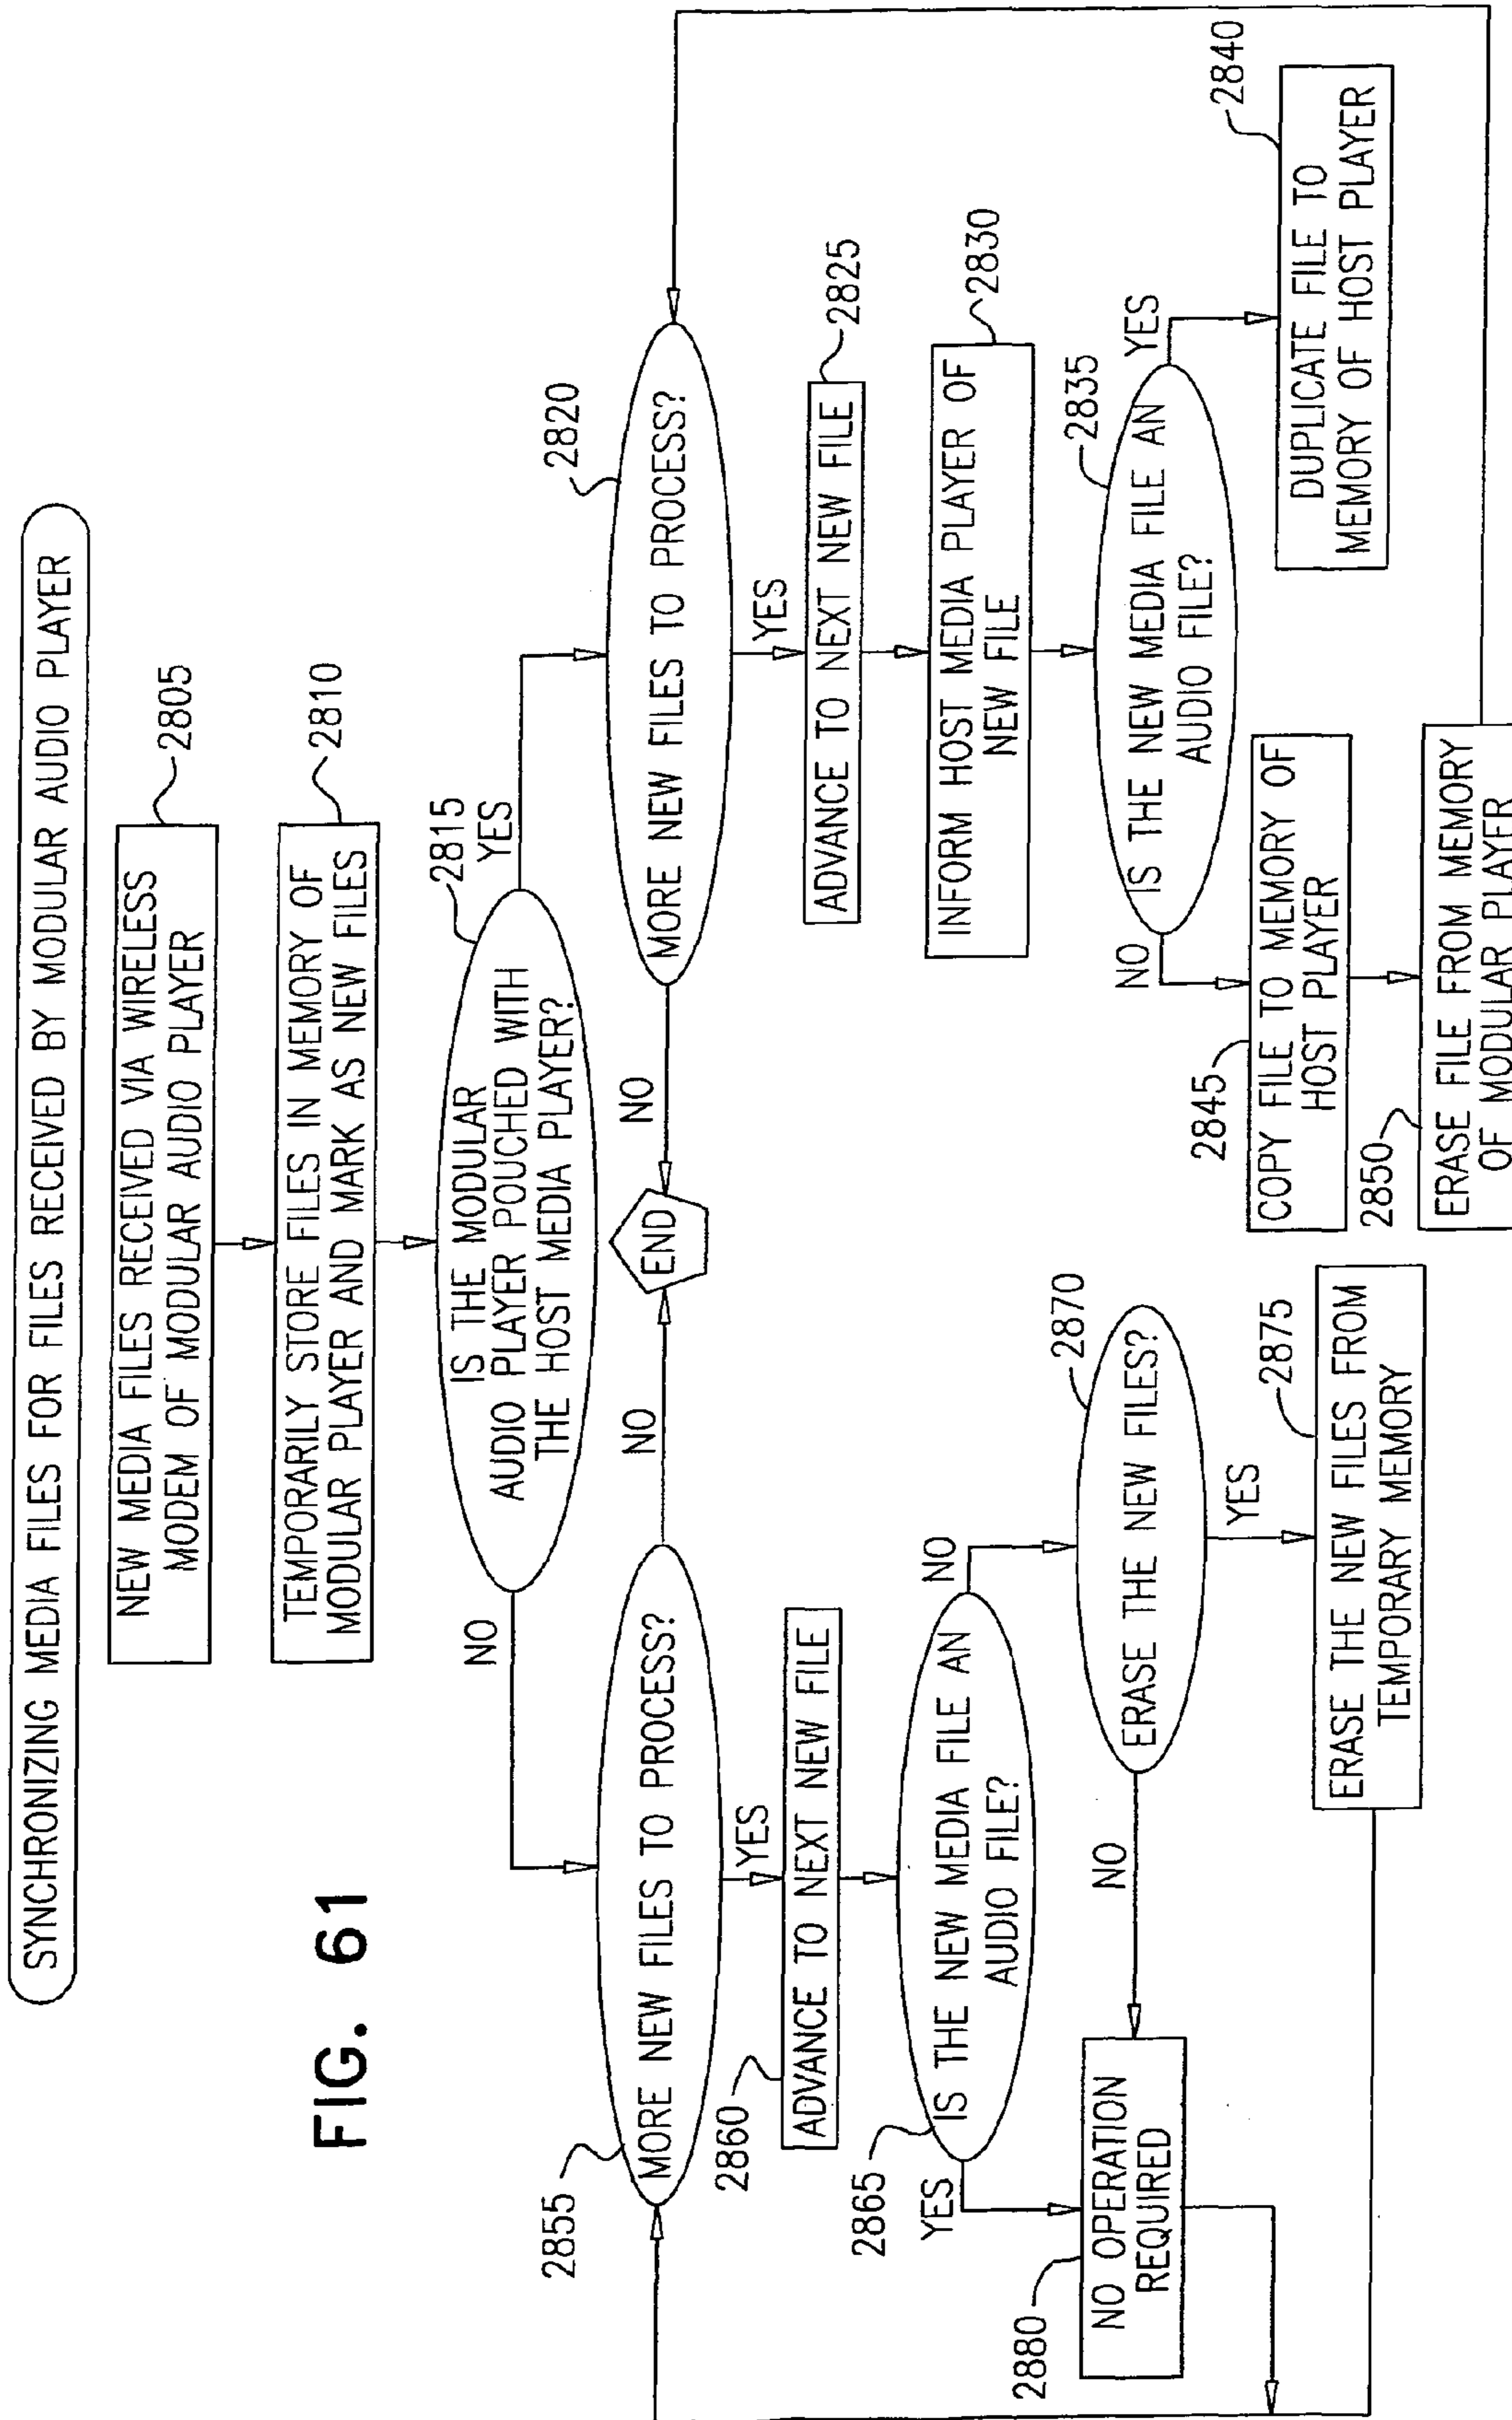 SYNCHRONIZING MEDIA FILES FOR FILES RECEIVED BY MODULAR AUDIO PLAYER
FIG. 61
NEW MEDIA FILES RECEIVED VIA WIRELESS
MODEM OF MODULAR AUDIO PLAYER
2805
TEMPORARILY STORE FILES IN MEMORY OF
MODULAR PLAYER AND MARK AS NEW FILES
2810
IS THE MODULAR
AUDIO PLAYER POUCHED WITH
THE HOST MEDIA PLAYER?
2815
NO
YES
2855
MORE NEW FILES TO PROCESS?
NO
END
NO
MORE NEW FILES TO PROCESS?
2820
YES
YES
2860
ADVANCE TO NEXT NEW FILE
ADVANCE TO NEXT NEW FILE
2825
INFORM HOST MEDIA PLAYER OF
NEW FILE
2830
2865
IS THE NEW MEDIA FILE AN
AUDIO FILE?
YES
NO
IS THE NEW MEDIA FILE AN
AUDIO FILE?
2835
NO
YES
2880
NO OPERATION
REQUIRED
NO
ERASE THE NEW FILES?
2870
YES
ERASE THE NEW FILES FROM
TEMPORARY MEMORY
2875
2845
COPY FILE TO MEMORY OF
HOST PLAYER
DUPLICATE FILE TO
MEMORY OF HOST PLAYER
2840
2850
ERASE FILE FROM MEMORY
OF MODULAR PLAYER